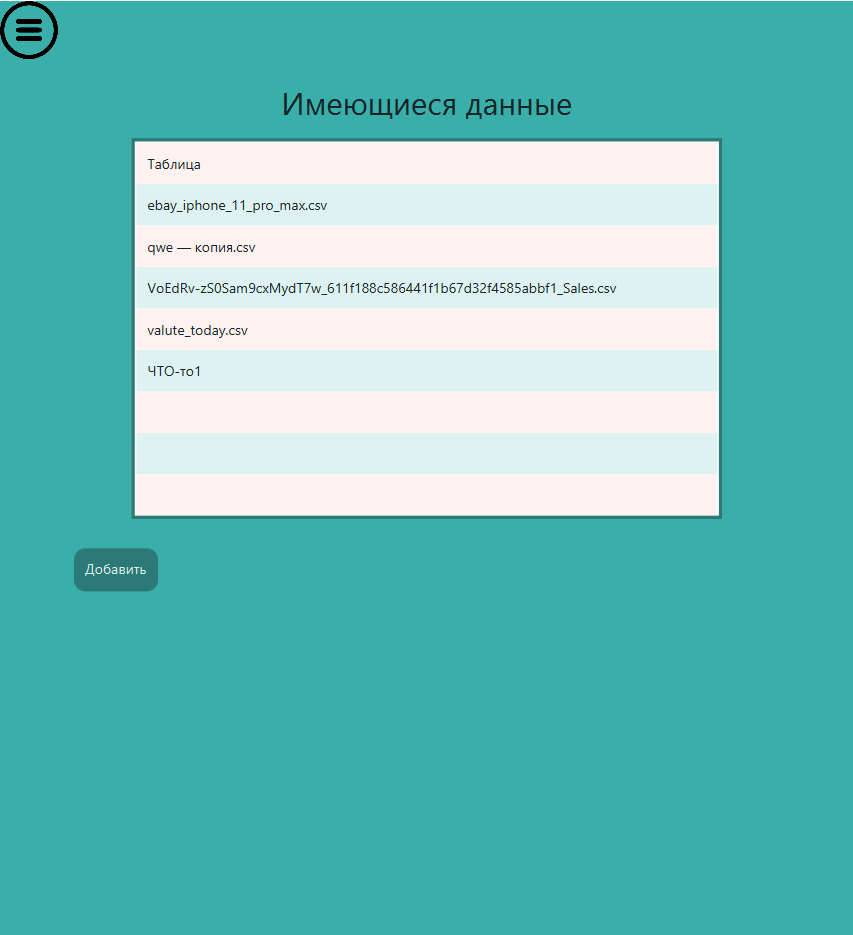 Имеющиеся данные
Таблица
ebay_iphone_11_pro_max.csv
qwe — копия.csv
VoEdRv-zS0Sam9cxMydT7w_611f188c586441f1b67d32f4585abbf1_Sales.csv
valute_today.csv
ЧТО-то1
Добавить